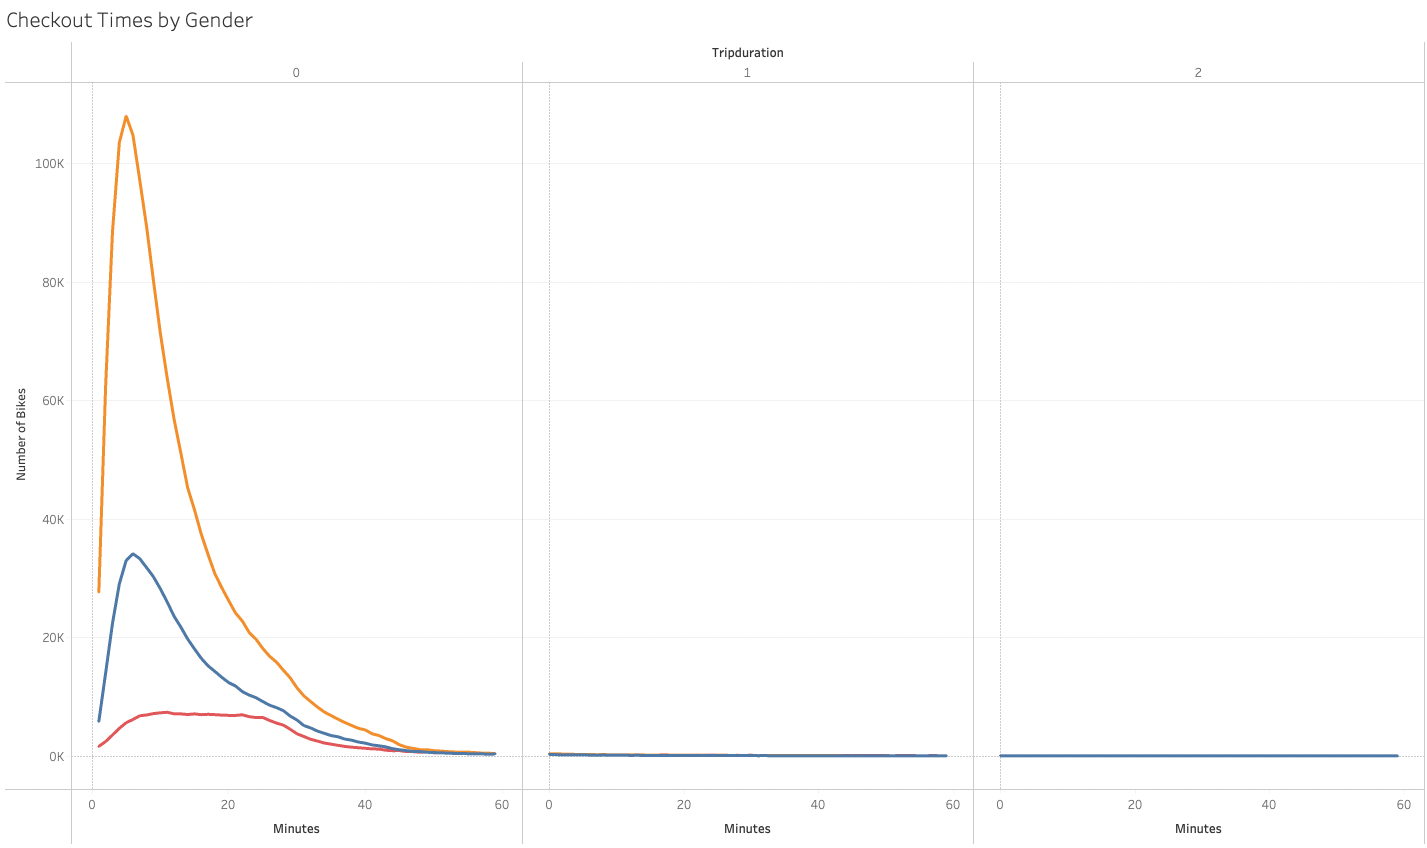 Checkout Times by Gender
Tripduration
0 1 2
100K
80K
60K
40K
20K
0K
Number of Bikes
0 20 40 60 0 20 40 60 0 20 40 60
Minutes Minutes Minutes